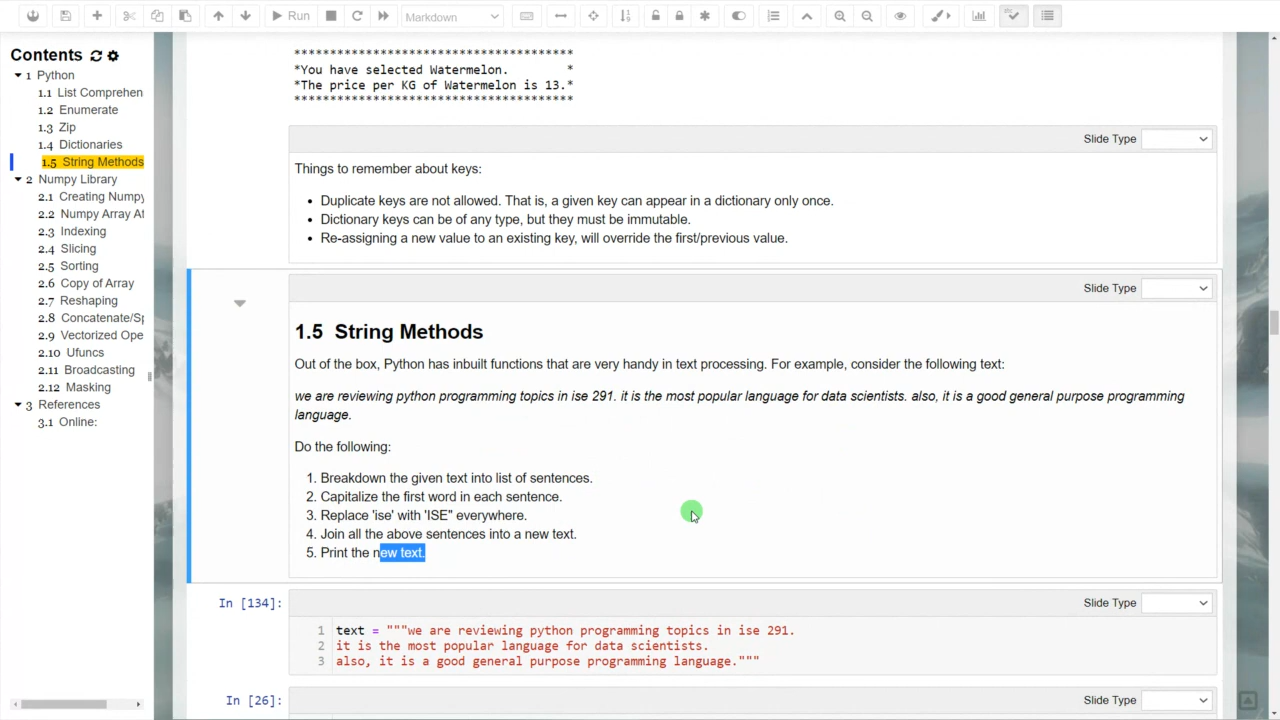 Run
Markdown
Contents
1 Python
1.1 List Comprehen
1.2 Enumerate
1.3 Zip
1.4 Dictionaries
1.5 String Methods
2 Numpy Library
2.1 Creating Numpy
2.2 Numpy Array At
2.3 Indexing
2.4 Slicing
2.5 Sorting
2.6 Copy of Array
2.7 Reshaping
2.8 Concatenate/Sp
2.9 Vectorized Ope
2.10 Ufuncs
2.11 Broadcasting
2.12 Masking
3 References
3.1 Online:
***************************************
*You have selected Watermelon. *
*The price per KG of Watermelon is 13.*
***************************************
Slide Type
Things to remember about keys:
• Duplicate keys are not allowed. That is, a given key can appear in a dictionary only once.
• Dictionary keys can be of any type, but they must be immutable.
• Re-assigning a new value to an existing key, will override the first/previous value.
Slide Type
1.5 String Methods
Out of the box, Python has inbuilt functions that are very handy in text processing. For example, consider the following text:
we are reviewing python programming topics in ise 291. it is the most popular language for data scientists. also, it is a good general purpose programming
language.
Do the following:
1. Breakdown the given text into list of sentences.
2. Capitalize the first word in each sentence.
3. Replace 'ise' with 'ISE" everywhere.
4. Join all the above sentences into a new text.
5. Print the new text.
In [134]:
Slide Type
1 text = """we are reviewing python programming topics in ise 291.
2 it is the most popular language for data scientists.
3 also, it is a good general purpose programming language."""
In [26]:
Slide Type